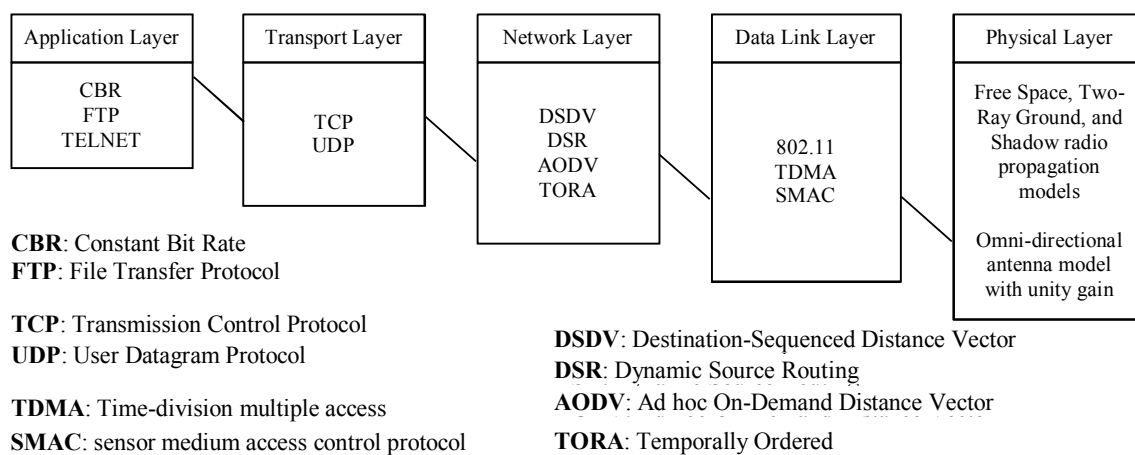 Application Layer
CBR
FTP
TELNET
Transport Layer
TCP
UDP
Network Layer
DSDV
DSR
AODV
TORA
Data Link Layer
802.11
TDMA
SMAC
Physical Layer
Free Space, Two-
Ray Ground, and
Shadow radio
propagation
models
Omni-directional
antenna model
with unity gain
CBR: Constant Bit Rate
FTP: File Transfer Protocol
TCP: Transmission Control Protocol
UDP: User Datagram Protocol
TDMA: Time-division multiple access
SMAC: sensor medium access control protocol
DSDV: Destination-Sequenced Distance Vector
DSR: Dynamic Source Routing
AODV: Ad hoc On-Demand Distance Vector
TORA: Temporally Ordered